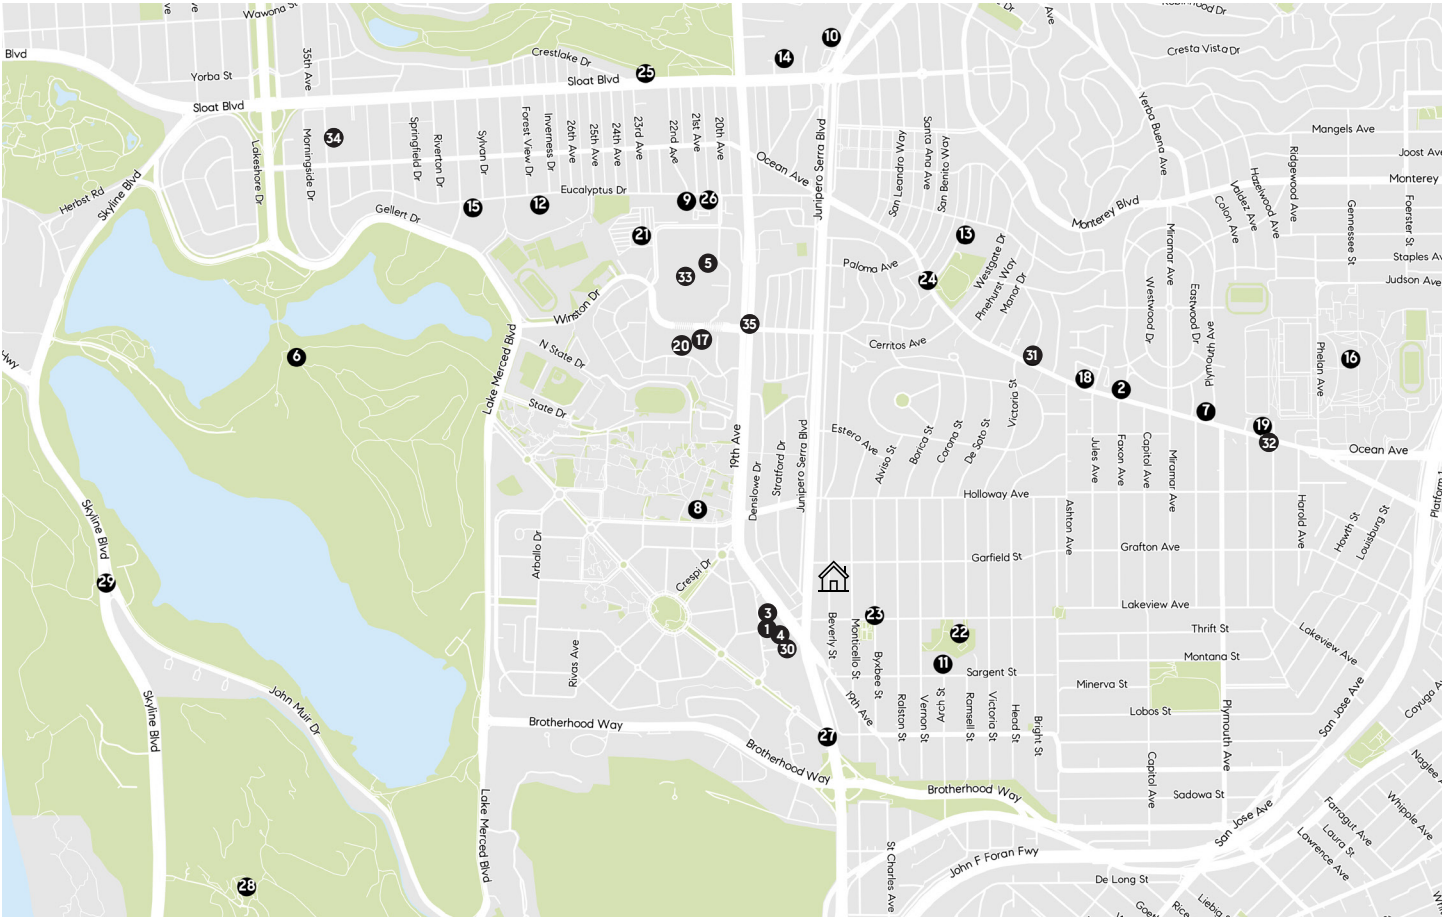 Wawona St
Robinhood Dr
Ave
10
14
Blvd
Crestlake Dr
Cresta Vista Dr
Yorba St
35th Ave
25
Sloat Blvd
Sloat Blvd
Yerba Buena Ave
Mangels Ave
34
Lakeshore Dr
Morningside Dr
Springfield Dr
Riverton Dr
Sylvan Dr
Forest View Dr
Inverness Dr
26th Ave
25th Ave
24th Ave
23rd Ave
22nd Ave
21st Ave
20th Ave
Ocean Ave
Junipero Serra Blvd
San Leandro Way
Santa Ana Ave
San Benito Way
Ridgewood Ave
Joost Ave
Monterey
Herbst Rd
Skyline Blvd
Eucalyptus Dr
Gellert Dr
15
12
9
26
Monterey Blvd
Colon Ave
Valdez Ave
Hazelwood Ave
Gennessee St
Foerster St
21
13
Miramar Ave
Staples Av
5
33
Paloma Ave
24
Westgate Dr
Pinehurst Way
Manor Dr
Westwood Dr
Eastwood Dr
Judson Ave
Winston Dr
35
Hwy
6
N State Dr
20
17
Cerritos Ave
31
Plymouth Ave
Phelan Ave
16
Lake Merced Blvd
State Dr
18
2
7
Victoria St
19
32
19th Ave
Estero Ave
Alviso St
Borica St
Corona St
De Soto St
Jules Ave
Faxon Ave
Capitol Ave
Miramar Ave
Ocean Ave
Denslowe Dr
Stratford Dr
Junipero Serra Blvd
8
Holloway Ave
Ashton Ave
Harold Ave
Howth St
Louisburg St
Platform 1
Skyline Blvd
Arballo Dr
Crespi Dr
Garfield St
Grafton Ave
29
3
1
4
30
23
22
11
Lakeview Ave
Thrift St
Montana St
Lakeview Ave
Beverly St
Monticello St
Byxbee St
Sargent St
Rivas Ave
Minerva St
Lobos St
John Muir Dr
Skyline Blvd
19th Ave
Ralston St
Vernon St
Arch St
Ramsell St
Victoria St
Head St
Bright St
Plymouth Ave
San Jose Ave
Cayuga Av
Brotherhood Way
27
Brotherhood Way
Brotherhood Way
Capitol Ave
Sadowa St
Naglee A
Whipple Ave
Farragut Ave
Laura St
Lawrence Ave
San Jose Ave
Lake Merced Blvd
St Charles Ave
John F Foran Fwy
De Long St
28
Liebig
Rice
Goet